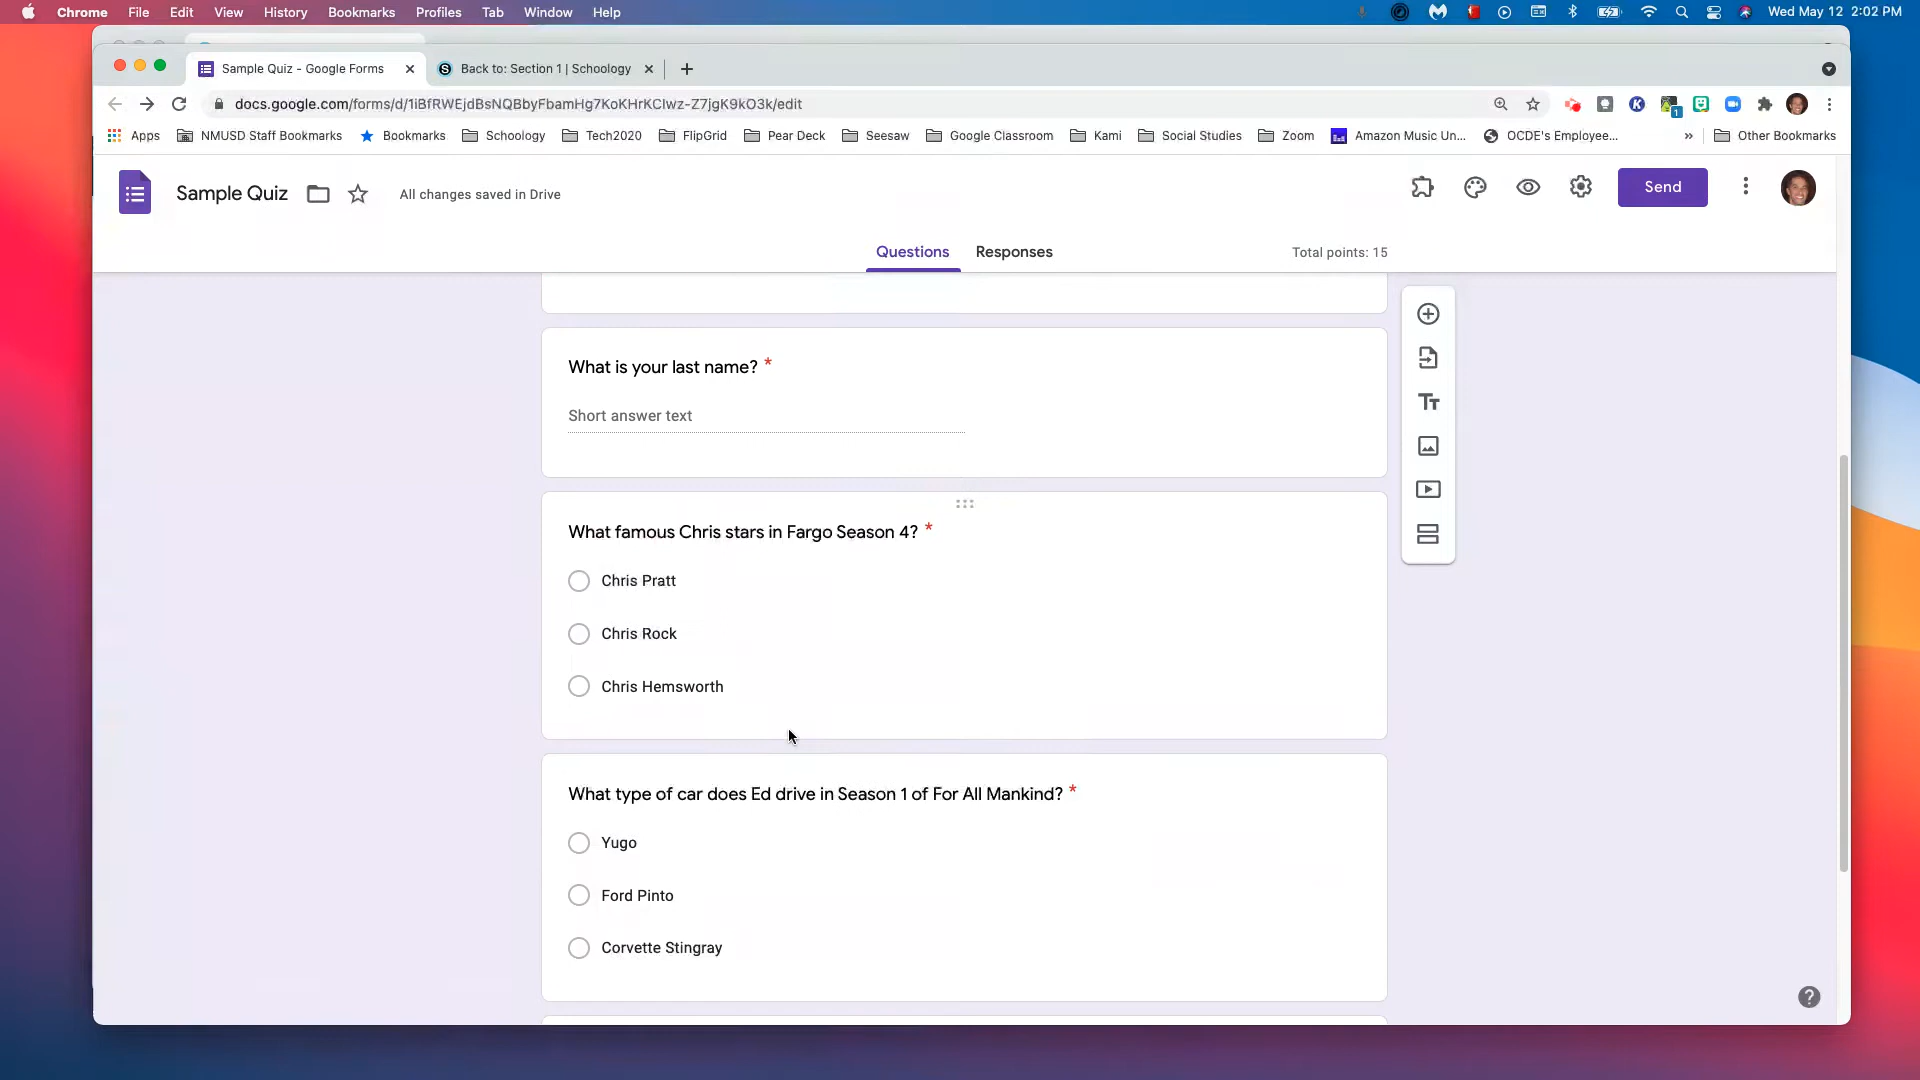 Chrome File Edit View History Bookmarks Profiles Tab Window Help Wed May 12 2:02 PM
Sample Quiz - Google Forms Back to: Section 1 | Schoology
docs.google.com/forms/d/1iBfRWEjdBsNQBbyFbamHg7KoKHrKCIwz-Z7jgK9kO3k/edit
Apps NMUSD Staff Bookmarks Bookmarks Schoology Tech2020 FlipGrid Pear Deck Seesaw Google Classroom Kami Social Studies Zoom Amazon Music Un... OCDE's Employee... » Other Bookmarks
Sample Quiz All changes saved in Drive Send
Questions Responses Total points: 15
What is your last name? *
Short answer text
What famous Chris stars in Fargo Season 4? *
Chris Pratt
Chris Rock
Chris Hemsworth
What type of car does Ed drive in Season 1 of For All Mankind? *
Yugo
Ford Pinto
Corvette Stingray